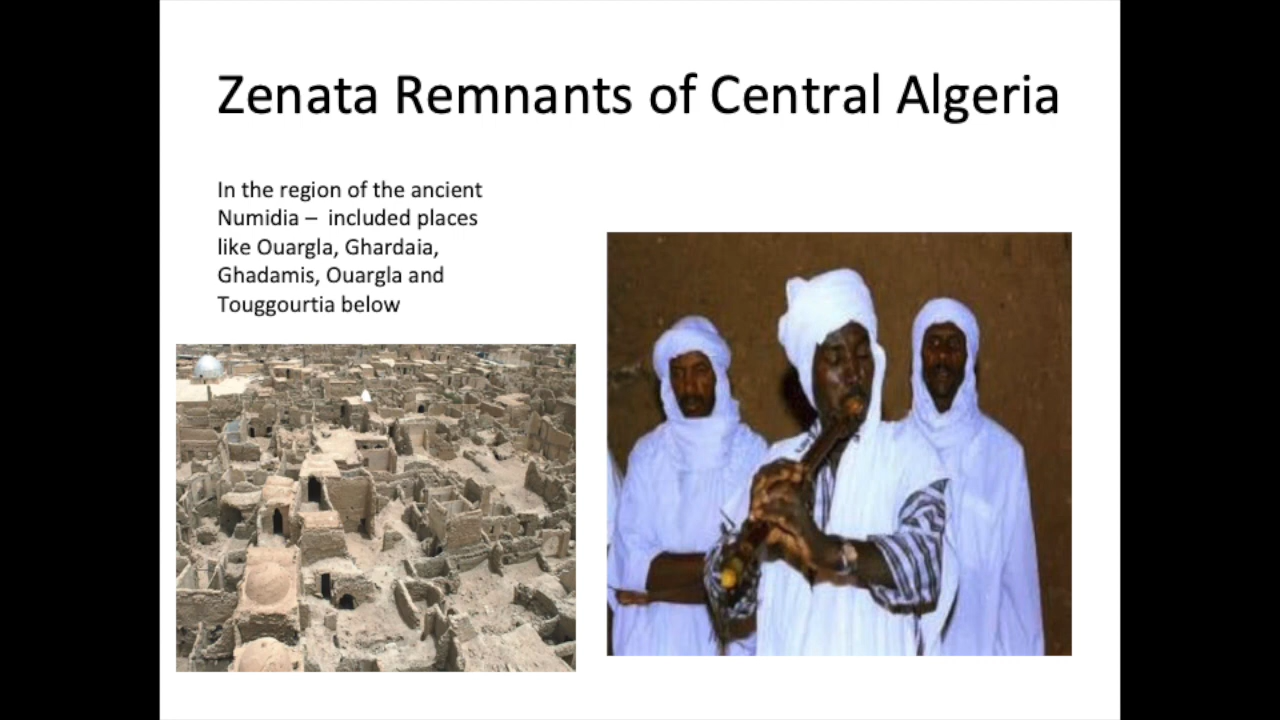 Zenata Remnants of Central Algeria
In the region of the ancient
Numidia –  included places
like Ouargla, Ghardaia,
Ghadamis, Ouargla and
Touggourtia below